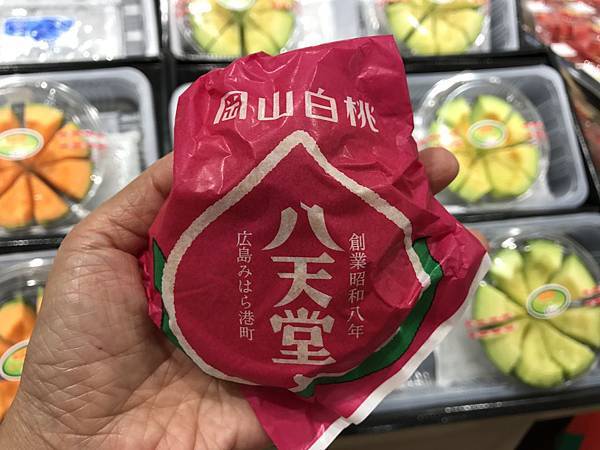 岡山白桃
創業昭和八年
八天堂
広島みはら港町